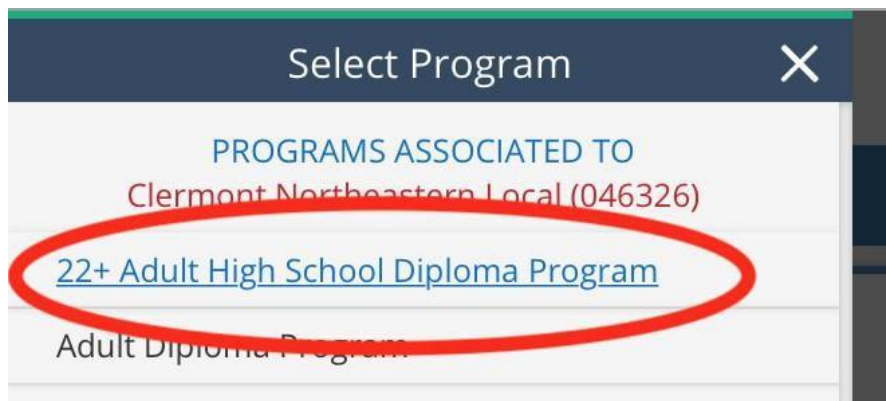 Select Program
PROGRAMS ASSOCIATED TO
Clermont Northeastern Local (046326)
22+ Adult High School Diploma Program
Adult Diploma Program